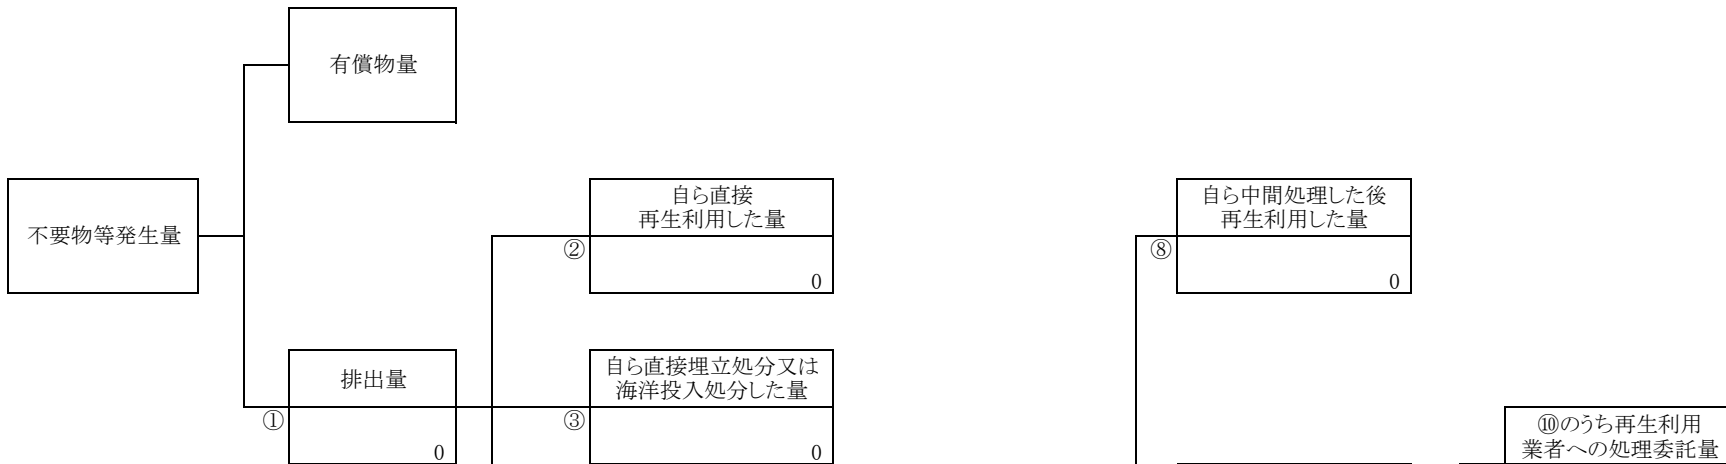 有償物量
不要物等発生量
自ら直接
再生利用した量
②
0
自ら中間処理した後
再生利用した量
⑧
0
排出量
①
0
自ら直接埋立処分又は
海洋投入処分した量
③
0
⑩のうち再生利用
業者への処理委託量